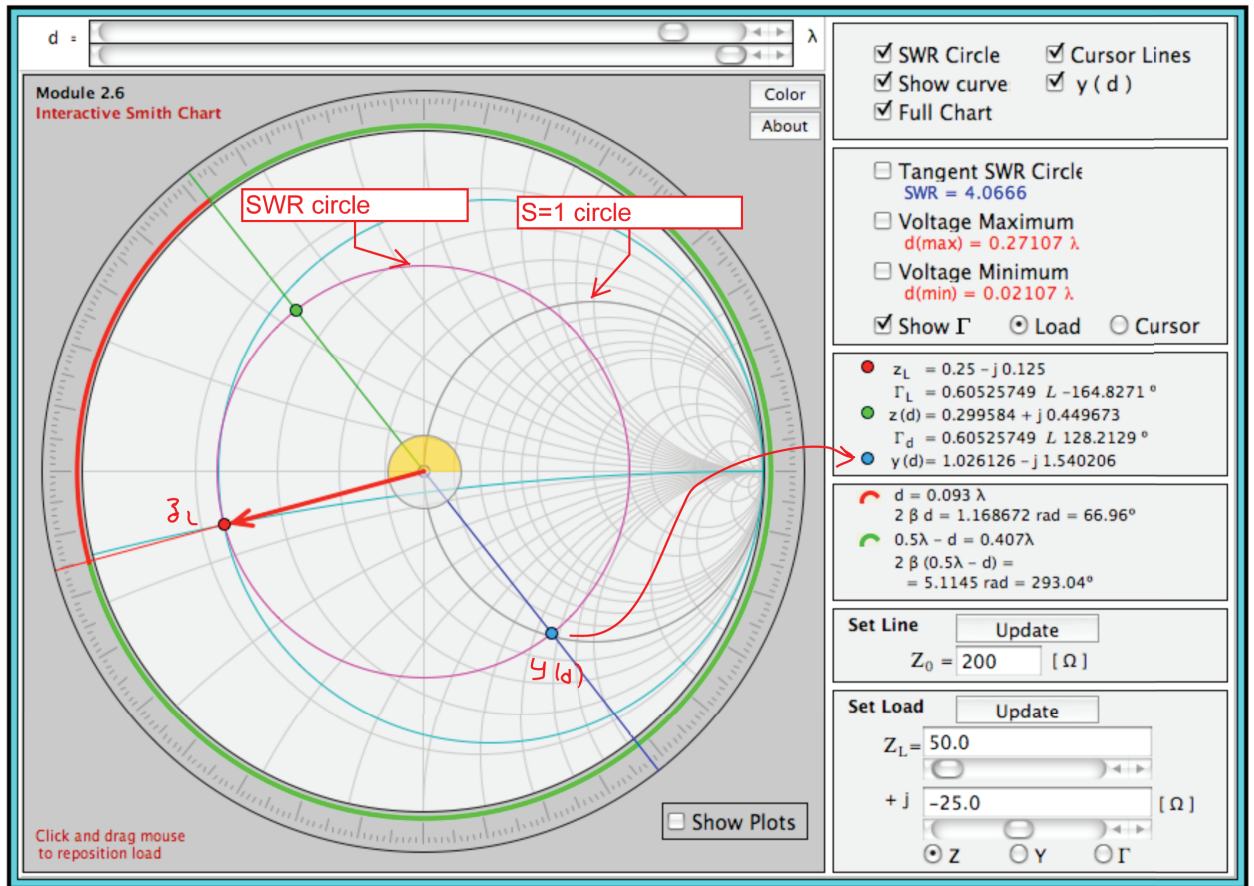 d = λ
Module 2.6
Interactive Smith Chart
Color
About
SWR circle
S=1 circle
z L
y(d)
Click and drag mouse
to reposition load
Show Plots
SWR Circle Cursor Lines
Show curve y ( d )
Full Chart
Tangent SWR Circle
SWR = 4.0666
Voltage Maximum
d(max) = 0.27107 λ
Voltage Minimum
d(min) = 0.02107 λ
Show Γ Load Cursor
z L = 0.25 - j 0.125
Γ L = 0.60525749 L -164.8271 º
z (d) = 0.299584 + j 0.449673
Γ d = 0.60525749 L 128.2129 º
y (d)= 1.026126 - j 1.540206
d = 0.093 λ
2 β d = 1.168672 rad = 66.96º
0.5λ - d = 0.407λ
2 β (0.5λ - d) =
= 5.1145 rad = 293.04º
Set Line Update
Z 0 = 200 [ Ω ]
Set Load Update
Z L = 50.0
+ j -25.0 [ Ω ]
Z Y Γ